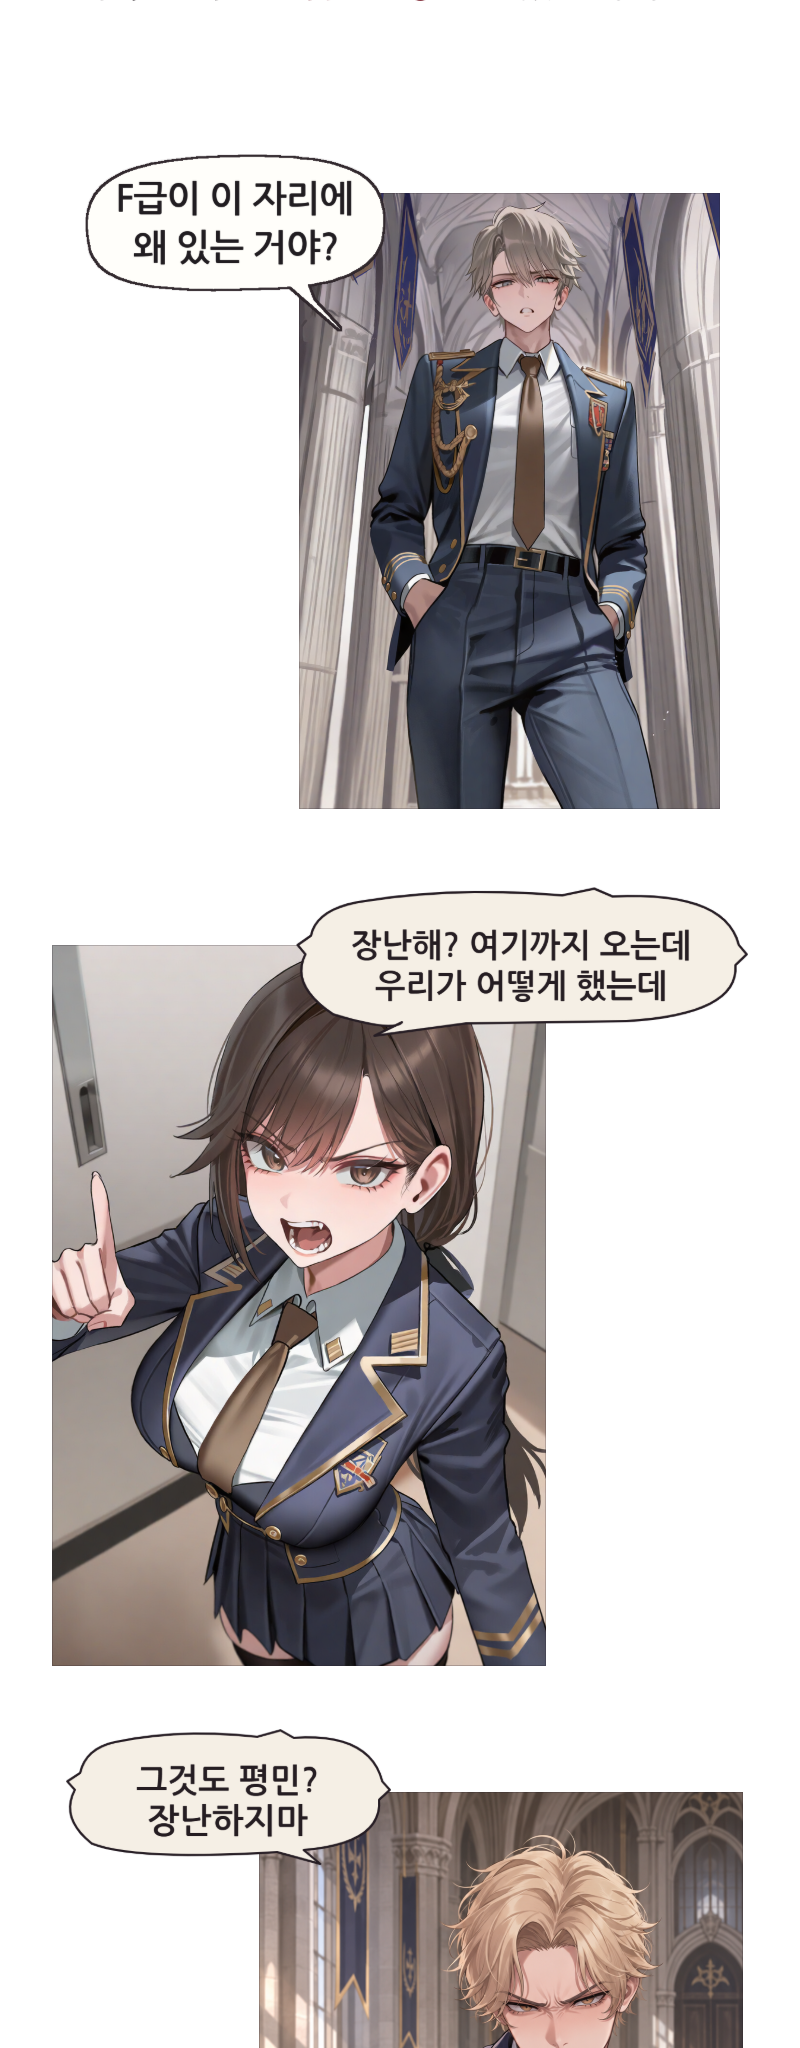 F급이 이 자리에
왜 있는 거야?
장난해? 여기까지 오는데
우리가 어떻게 했는데
그것도 평민?
장난하지마